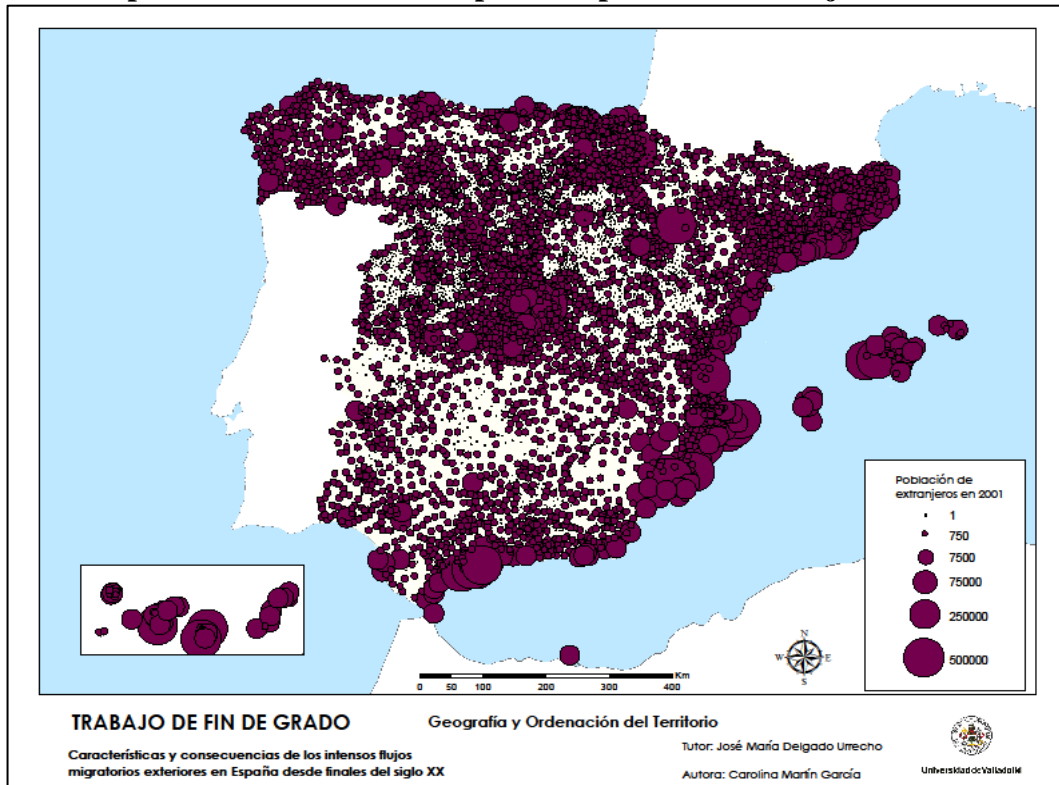 Población de
extranjeros en 2001
1
750
7500
75000
250000
500000
N
W E
S
Km
0 50 100 200 300 400
TRABAJO DE FIN DE GRADO
Geografía y Ordenación del Territorio
Características y consecuencias de los intensos flujos
migratorios exteriores en España desde finales del siglo XX
Tutor: José María Delgado Urrecho
Autora: Carolina Martín García
Universidad de Valladolid